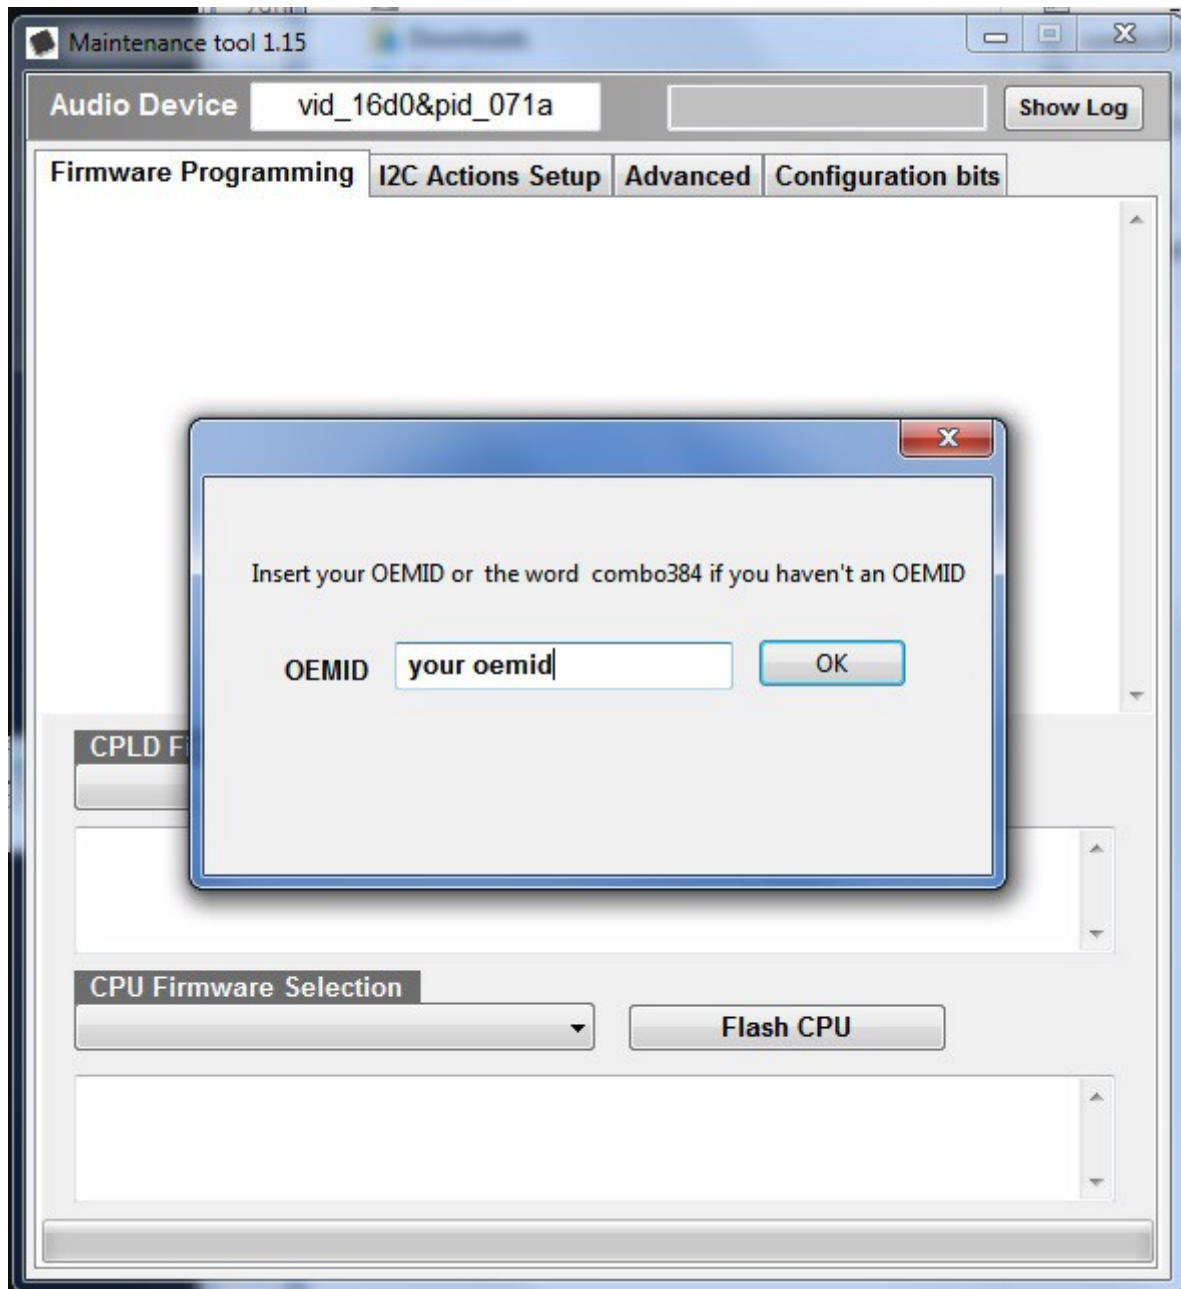 Maintenance tool 1.15
Audio Device vid_16d0&pid_071a Show Log
Firmware Programming I2C Actions Setup Advanced Configuration bits
Insert your OEMID or the word combo384 if you haven't an OEMID
OEMID your oemid OK
CPLD
CPU Firmware Selection
Flash CPU